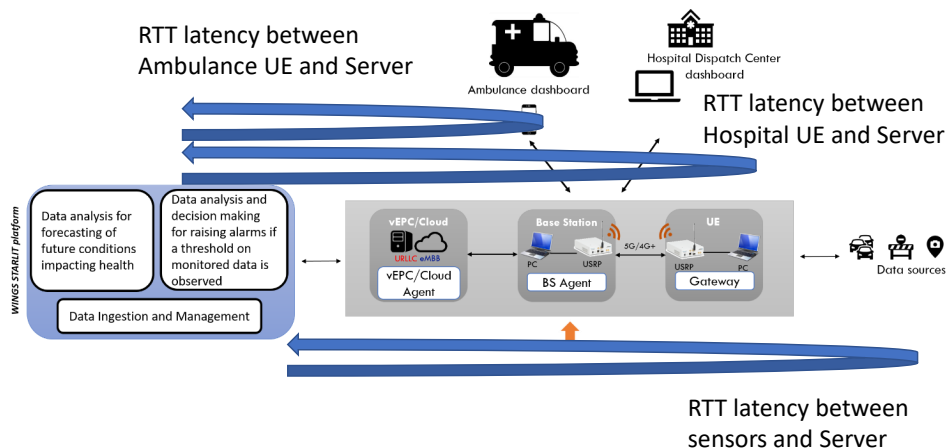 RTT latency between
Ambulance UE and Server
Ambulance dashboard
Hospital Dispatch Center
dashboard
RTT latency between
Hospital UE and Server
WINGS STARLIT platform
Data analysis for
forecasting of
future conditions
impacting health
Data analysis and
decision making
for raising alarms if
a threshold on
monitored data is
observed
Data Ingestion and Management
vEPC/Cloud
URLLC eMBB
vEPC/Cloud
Agent
Base Station
PC
USRP
BS Agent
5G/4G+
UE
USRP
PC
Gateway
Data sources
RTT latency between
sensors and Server